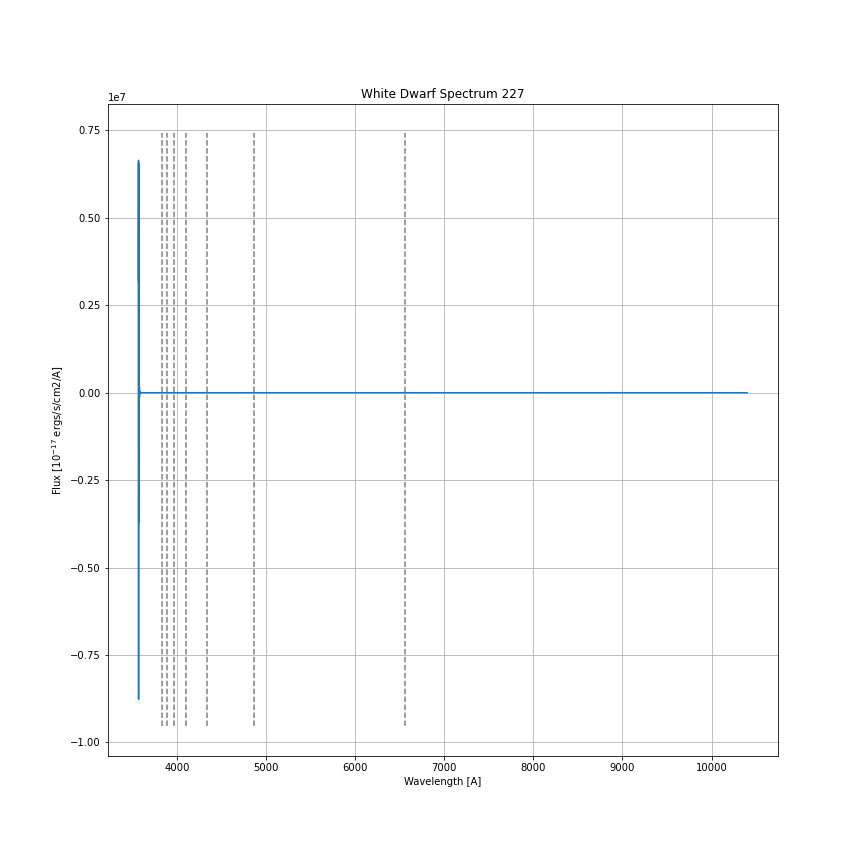 White Dwarf Spectrum 227
1e7
0.75
0.50
0.25
0.00
−0.25
−0.50
−0.75
−1.00
Flux [10⁻¹⁷ ergs/s/cm2/A]
4000 5000 6000 7000 8000 9000 10000
Wavelength [A]